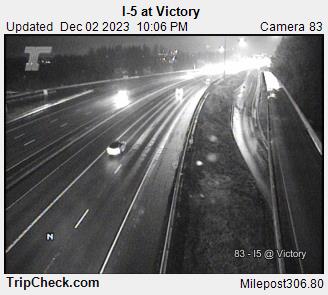 I-5 at Victory
Updated Dec 02 2023 10:06 PM Camera 83
T
N
83 - I5 @ Victory
TripCheck.com Milepost306.80